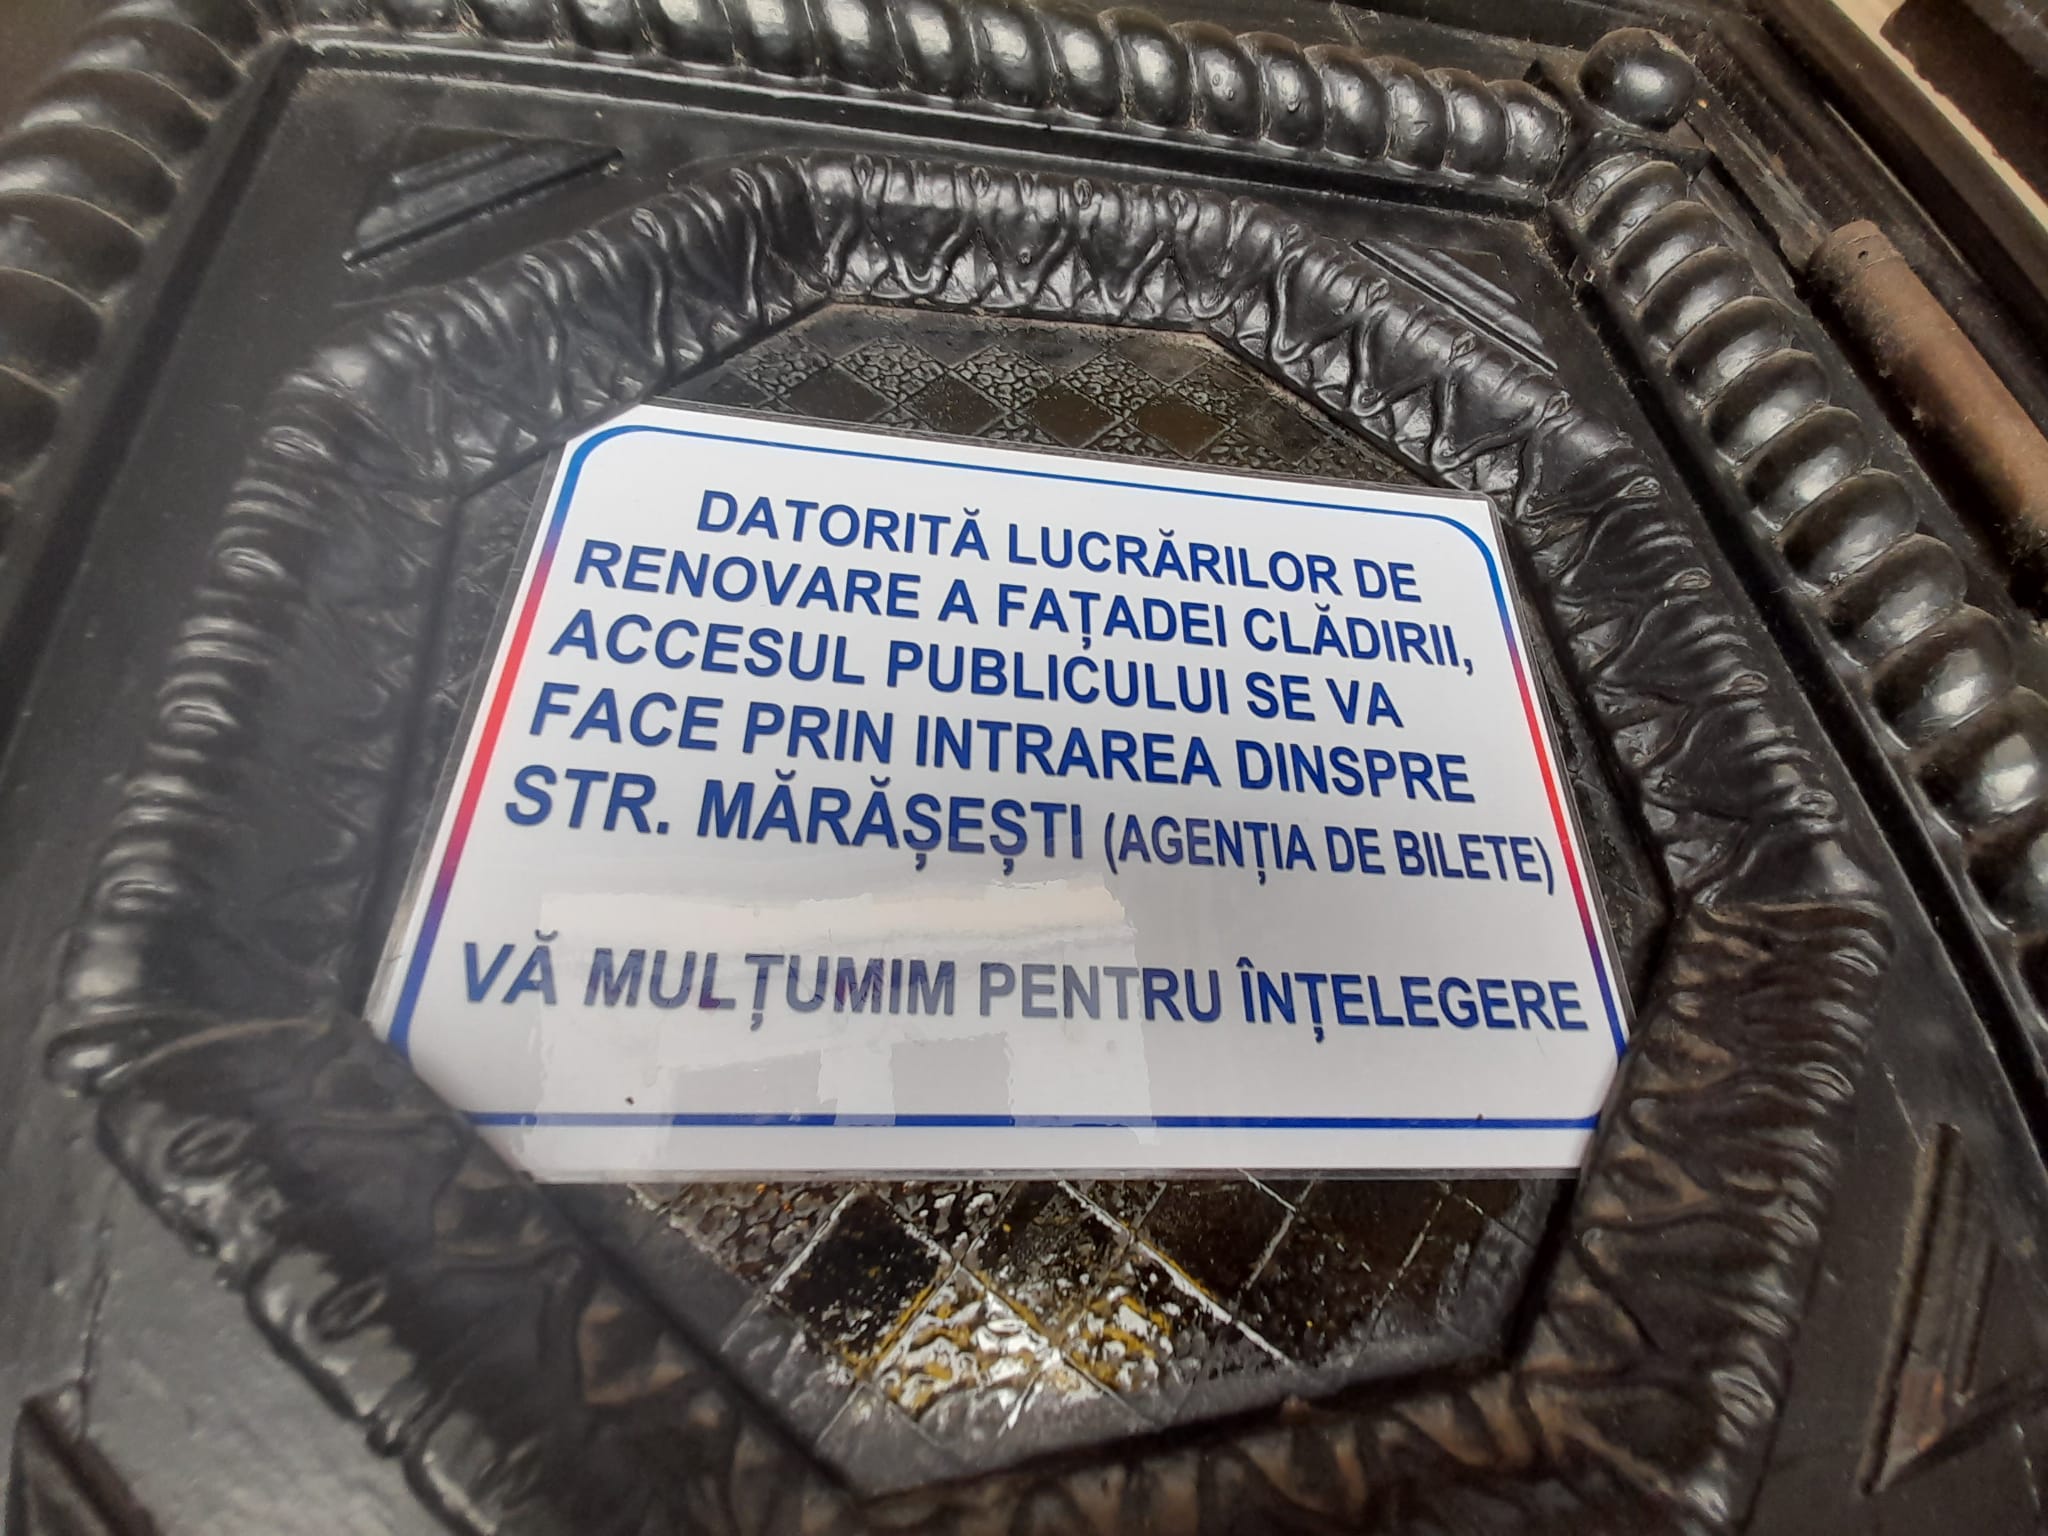 DATORITĂ LUCRĂRILOR DE
RENOVARE A FAȚADEI CLĂDIRII,
ACCESUL PUBLICULUI SE VA
FACE PRIN INTRAREA DINSPRE
STR. MĂRĂȘEȘTI (AGENȚIA DE BILETE)
VĂ MULȚUMIM PENTRU ÎNȚELEGERE